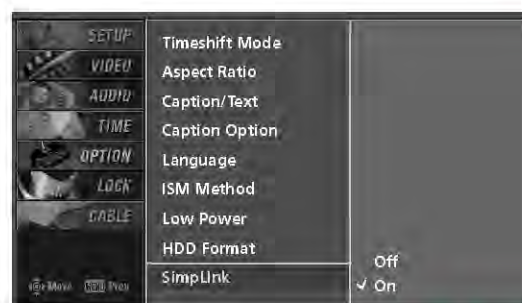 SETUP
VIDEO
AUDIO
TIME
OPTION
LOCK
CABLE
Move Prev
Timeshift Mode
Aspect Ratio
Caption/Text
Caption Option
Language
ISM Method
Low Power
HDD Format
SimpLink
Off
✓ On